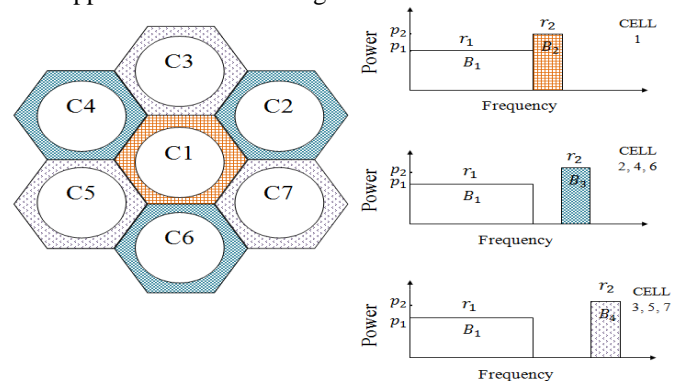 C3
C4
C2
C1
C5
C7
C6
Power
p₂
p₁
r₁
r₂
B₁
B₂
CELL
1
Frequency
Power
p₂
p₁
r₁
r₂
B₁
B₃
CELL
2, 4, 6
Frequency
Power
p₂
p₁
r₁
r₂
B₁
B₄
CELL
3, 5, 7
Frequency